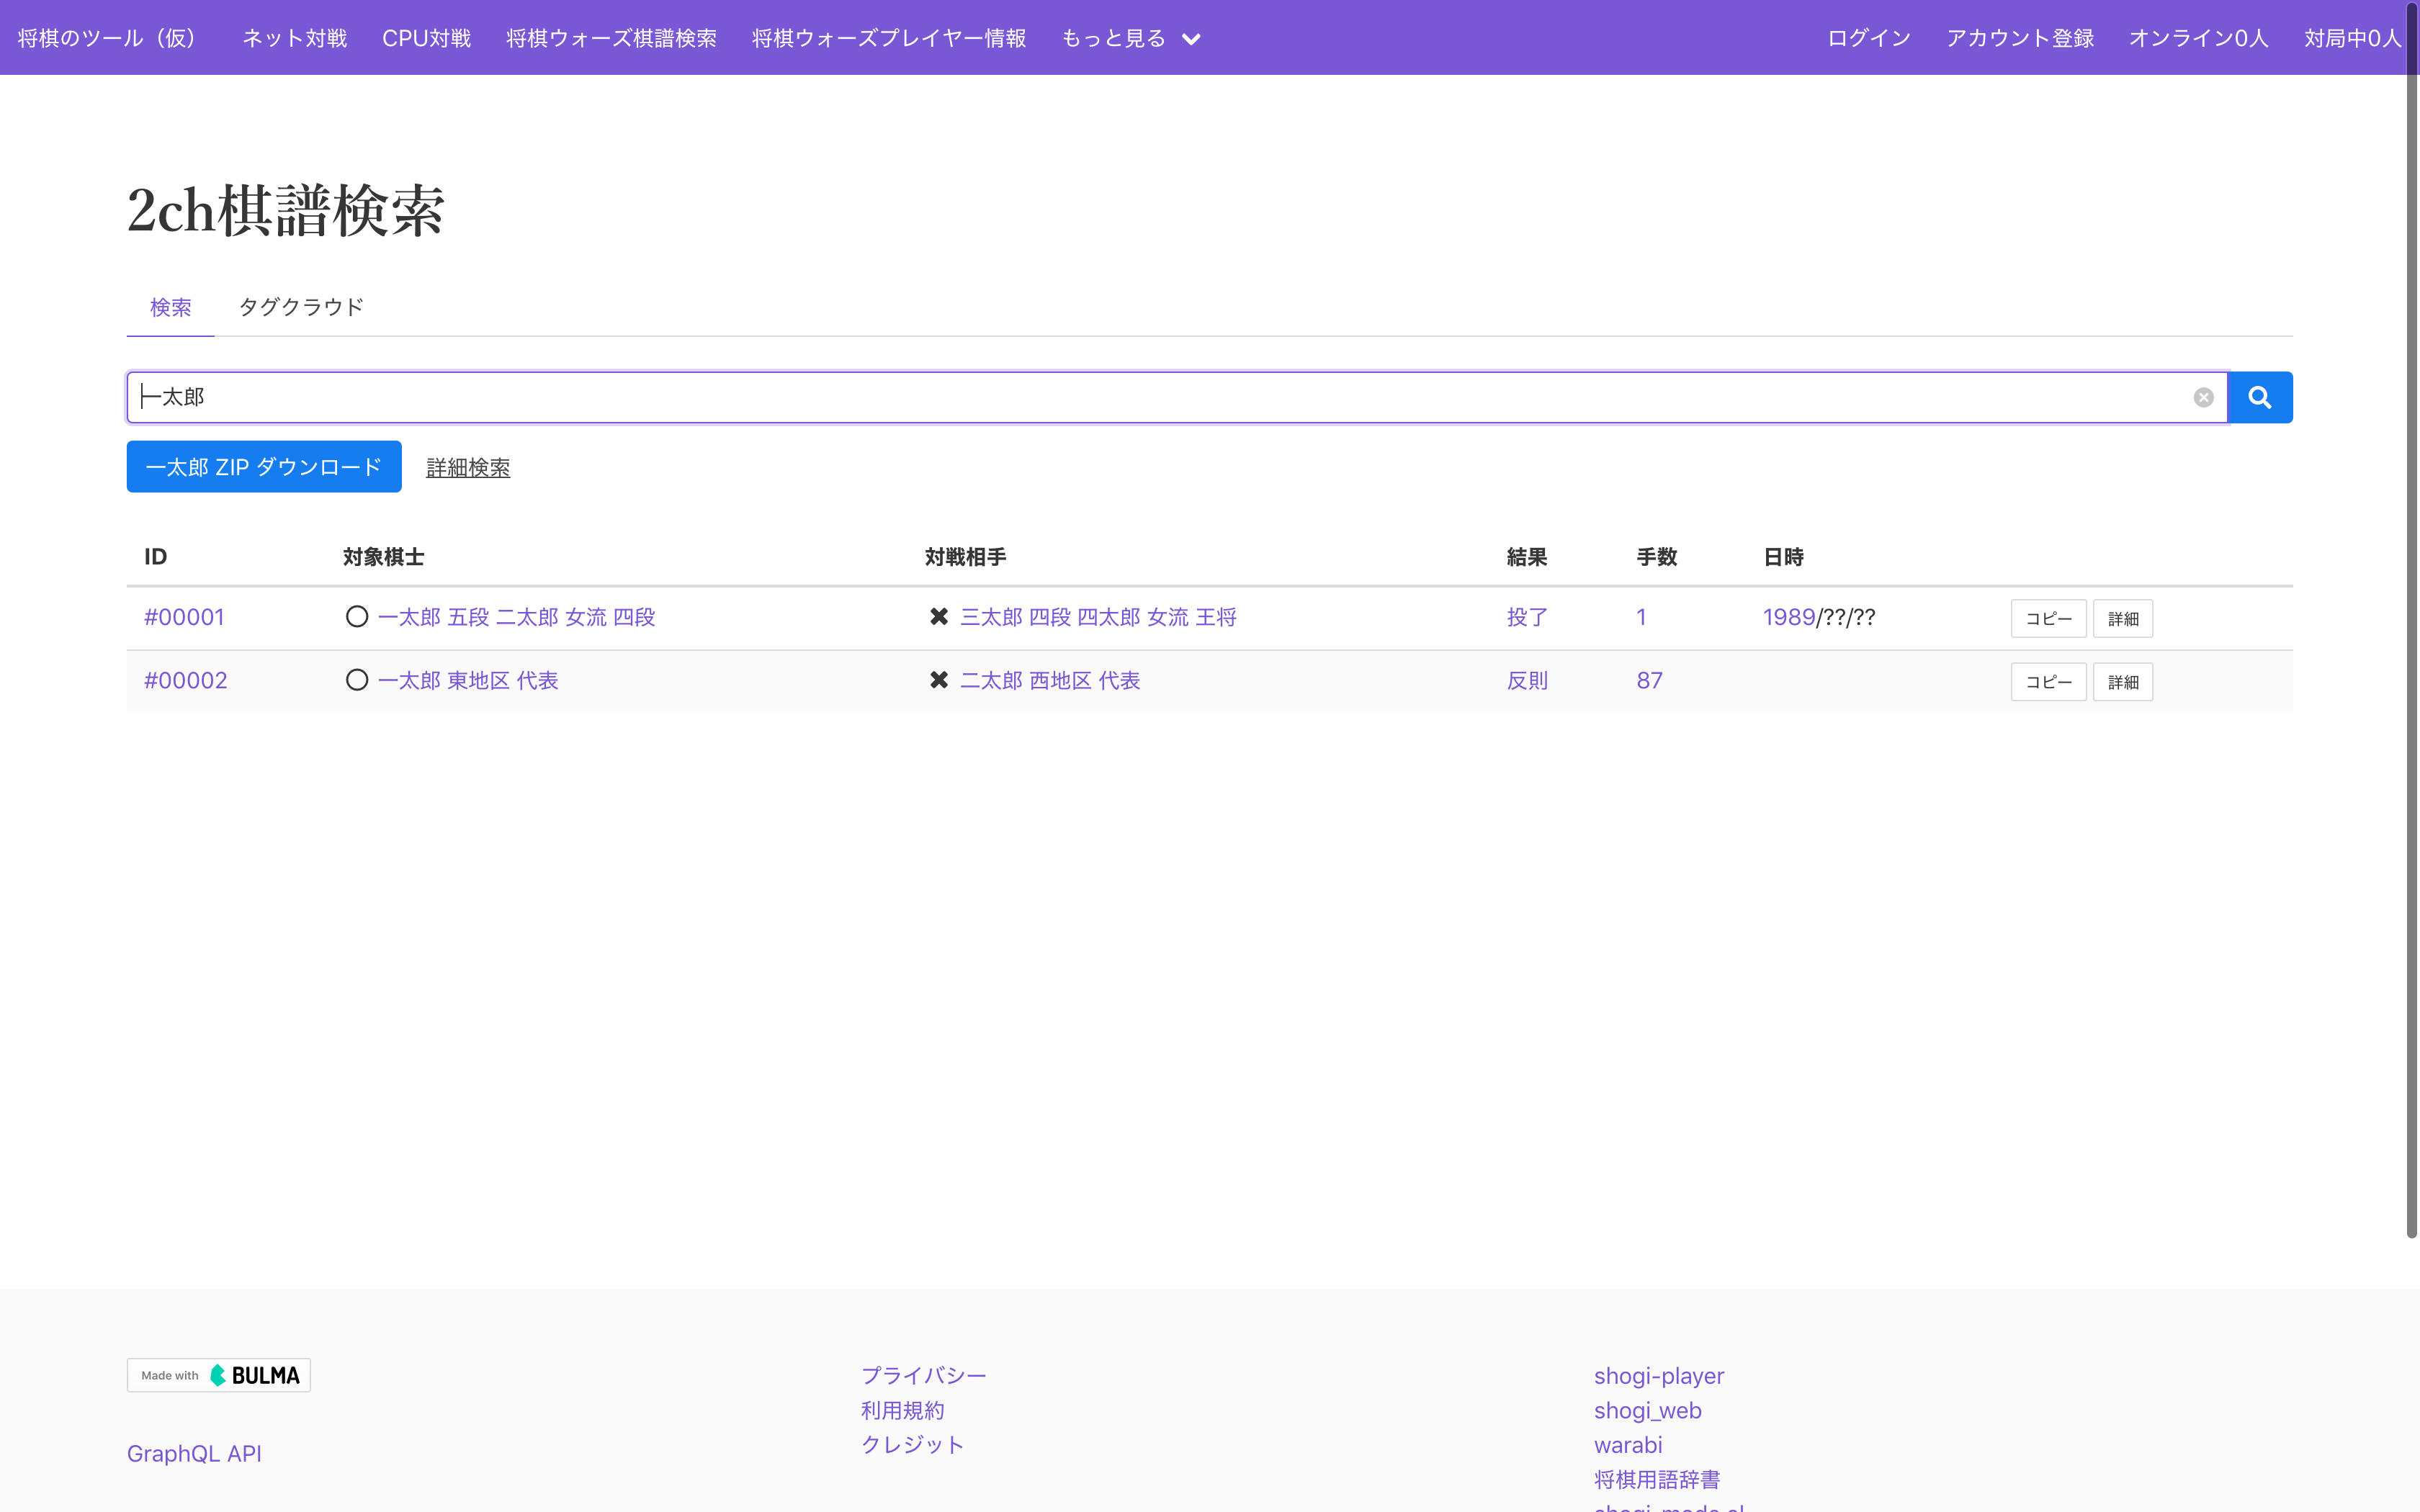 将棋のツール（仮） ネット対戦 CPU対戦 将棋ウォーズ棋譜検索 将棋ウォーズプレイヤー情報 もっと見る ログイン アカウント登録 オンライン0人 対局中0人
2ch棋譜検索
検索 タグクラウド
一太郎
一太郎 ZIP ダウンロード 詳細検索
ID 対象棋士 対戦相手 結果 手数 日時
#00001 一太郎 五段 二太郎 女流 四段 三太郎 四段 四太郎 女流 王将 投了 1 1989/??/?? コピー 詳細
#00002 一太郎 東地区 代表 二太郎 西地区 代表 反則 87 コピー 詳細
Made with BULMA
GraphQL API
プライバシー
利用規約
クレジット
shogi-player
shogi_web
warabi
将棋用語辞書